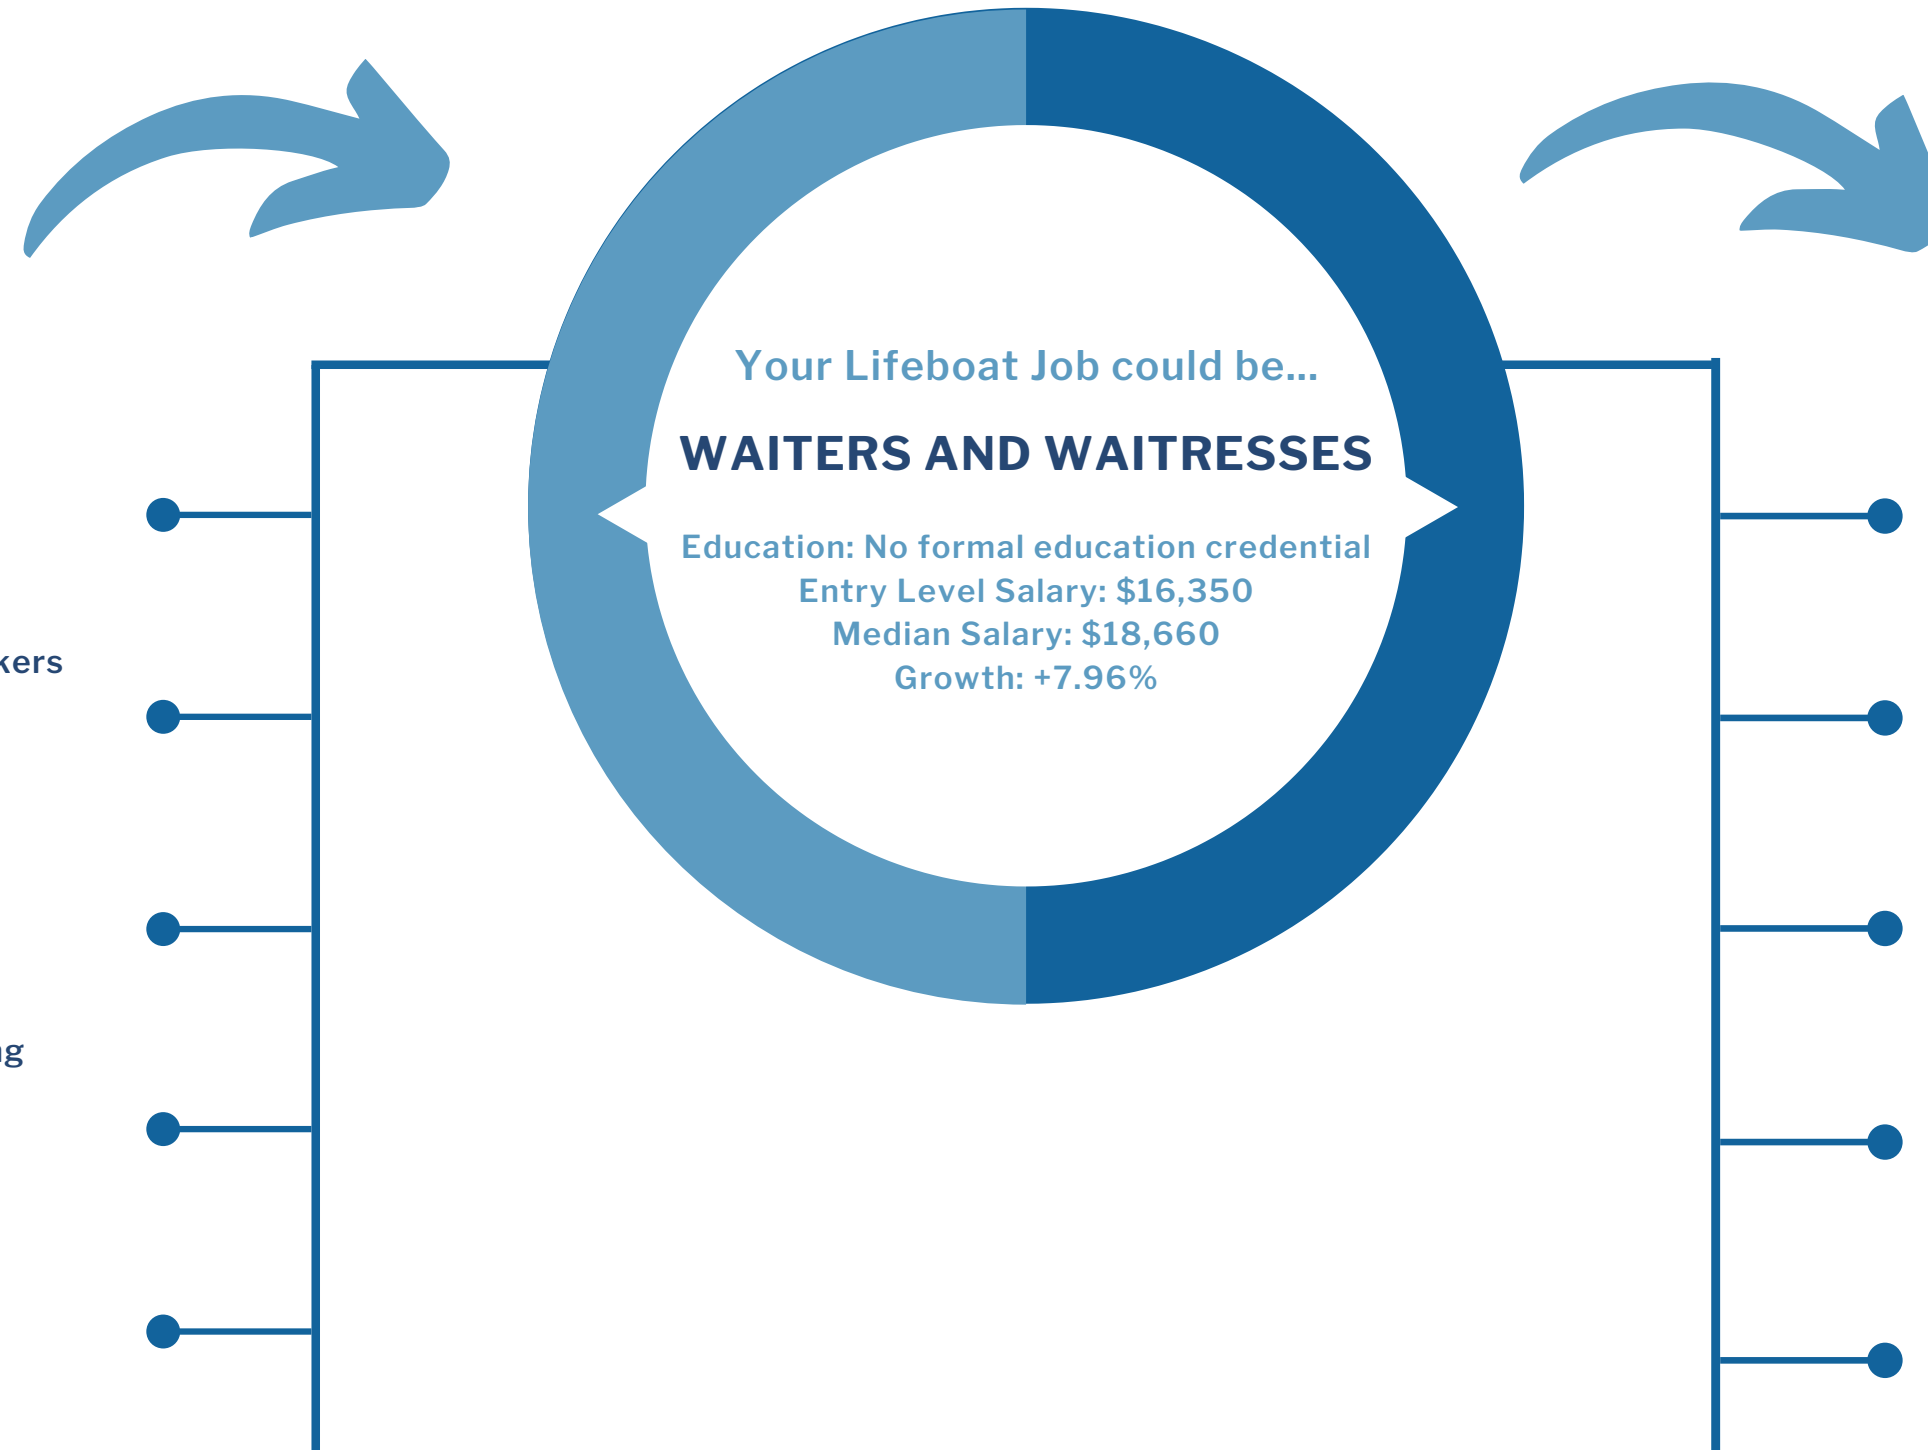 Your Lifeboat Job could be...
WAITERS AND WAITRESSES
Education: No formal education credential
Entry Level Salary: $16,350
Median Salary: $18,660
Growth: +7.96%
kers